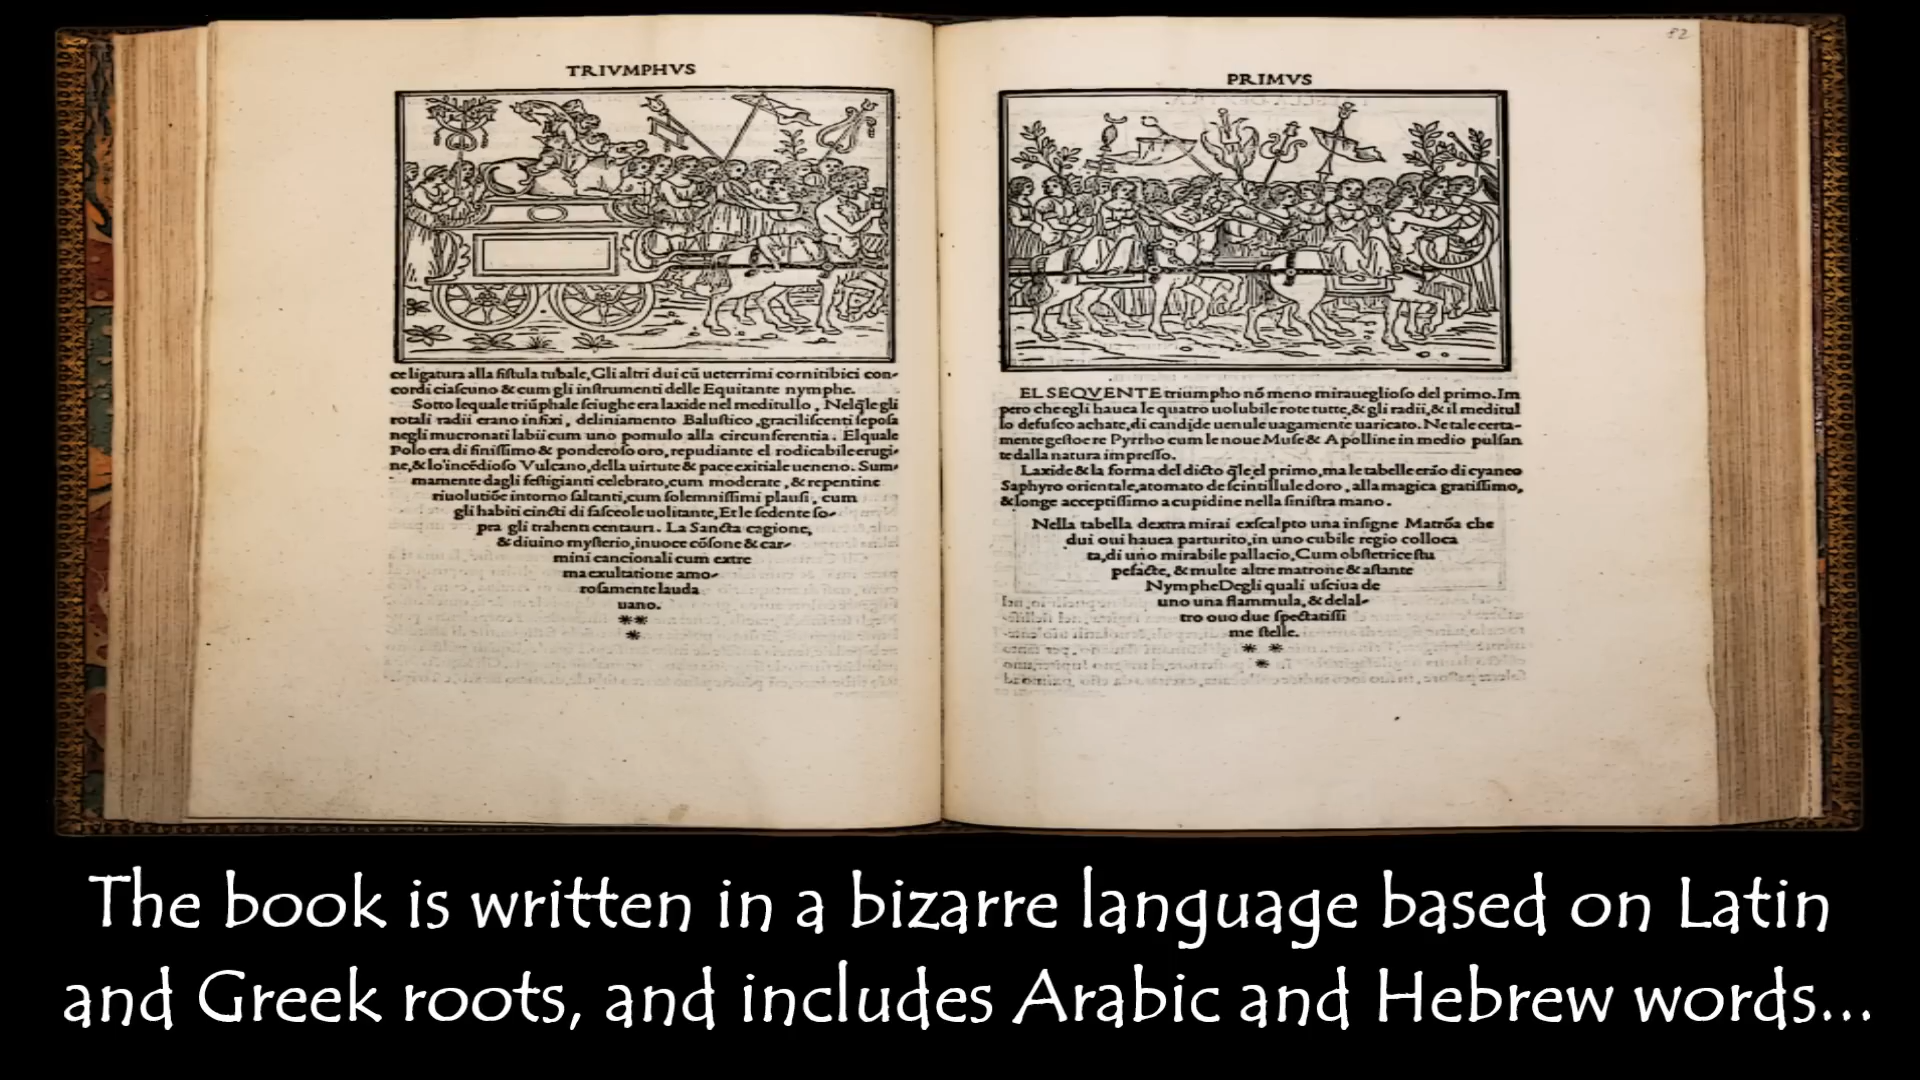 TRIVMPHVS
ce ligatura alla fistula tubale, Gli altri dui cũ ueterrimi cornitibici con-
cordi ciascuno & cum gli instrumenti delle Equitante nymphe.
Sotto lequale triũphale seiughe era laxide nel meditullo, Nelq̃le gli
rotali radii erano infixi, deliniamento Balustico, graciliscenti seposa
negli mucronati labii cum uno pomulo alla circunferentia. Elquale
Polo era di finissimo & ponderoso oro, repudiante el rodicabile erugi-
ne, & lo'incẽdioso Vulcano, della uirtute & pace exitiale ueneno. Sum-
mamente dagli festigianti celebrato, cum moderate, & repentine
riuolutiõe intorno saltanti, cum solemnissimi plausi, cum
gli habiti cincti di fasceole uolitante, Et le sedente so-
pra gli trahenti centauri. La Sancta cagione,
& diuino mysterio, inuoce cõsone & car-
mini cancionali cum extre
ma exultatione amo-
rosamente lauda
uano.
**
*
82
PRIMVS
EL SEQVENTE triumpho nõ meno miraueglioso del primo. Im
pero che egli hauea le quatro uolubile rote tutte, & gli radii, & il meditul
lo defusco achate, di candide uenule uagamente uaricato. Ne tale certa-
mente gestoe re Pyrrho cum le noue Muse & Apolline in medio pulsan
te dalla natura impresso.
Laxide & la forma del dicto q̃le el primo, ma le tabelle erão di cyaneo
Saphyro orientale, atomato de scintillule doro, alla magica gratissimo,
& longe acceptissimo a cupidine nella sinistra mano.
Nella tabella dextra mirai exscalpto una insigne Matrõa che
dui oui hauea parturito, in uno cubile regio colloca
ta, di uno mirabile pallacio, Cum obstetrice stu
pefacte, & multe altre matrone & astante
Nymphe Degli quali usciua de
uno una flammula, & delal-
tro ouo due spectatissi
me stelle.
* *
*
The book is written in a bizarre language based on Latin
and Greek roots, and includes Arabic and Hebrew words...